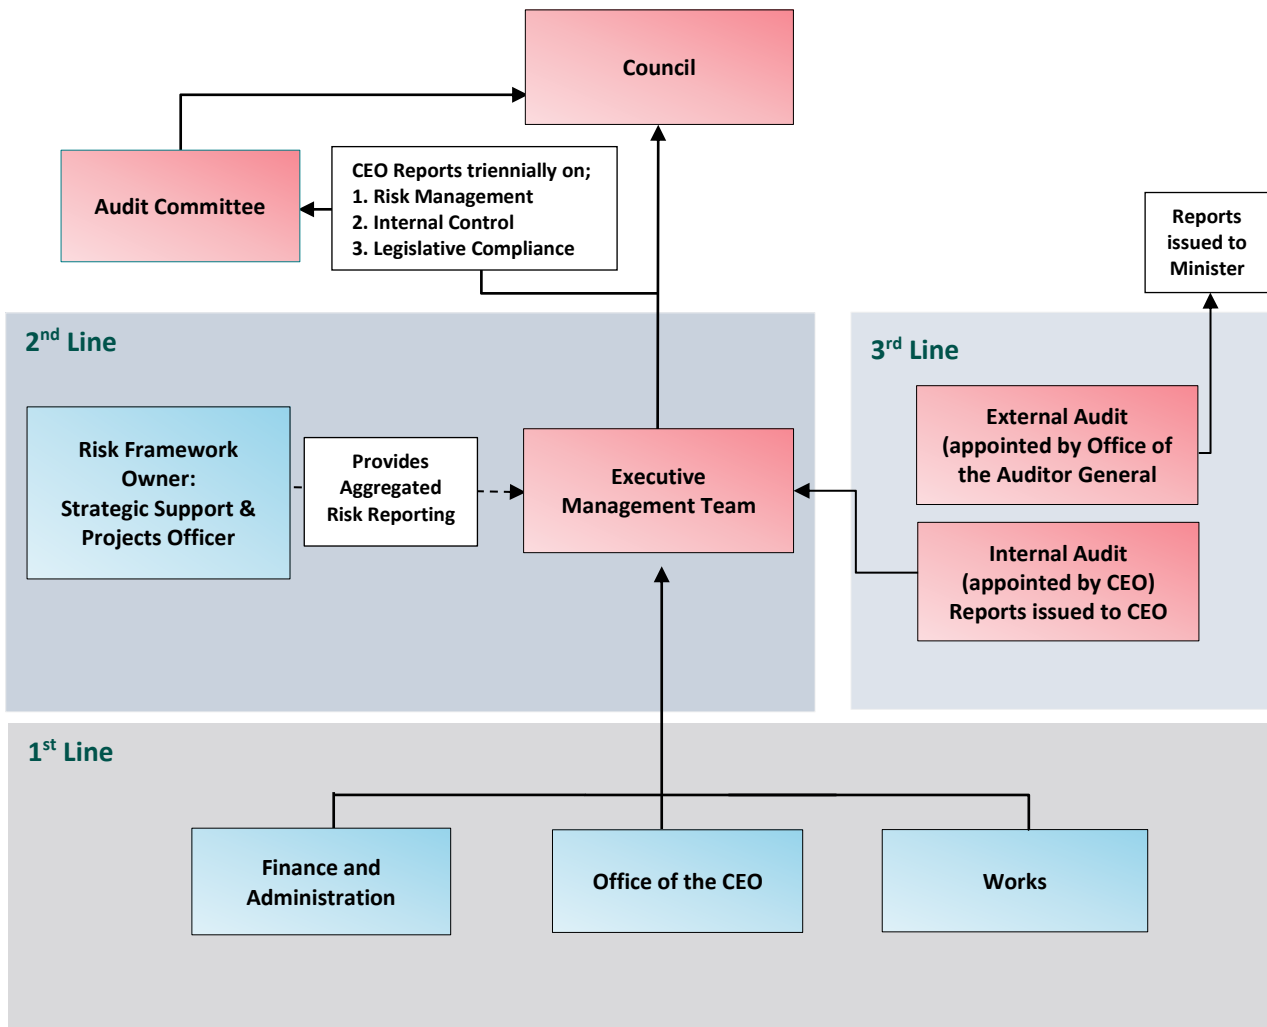 Council
Audit Committee
CEO Reports triennially on;
1. Risk Management
2. Internal Control
3. Legislative Compliance
Reports
issued to
Minister
2nd Line
Risk Framework
Owner:
Strategic Support &
Projects Officer
Provides
Aggregated
Risk Reporting
Executive
Management Team
3rd Line
External Audit
(appointed by Office of
the Auditor General
Internal Audit
(appointed by CEO)
Reports issued to CEO
1st Line
Finance and
Administration
Office of the CEO
Works